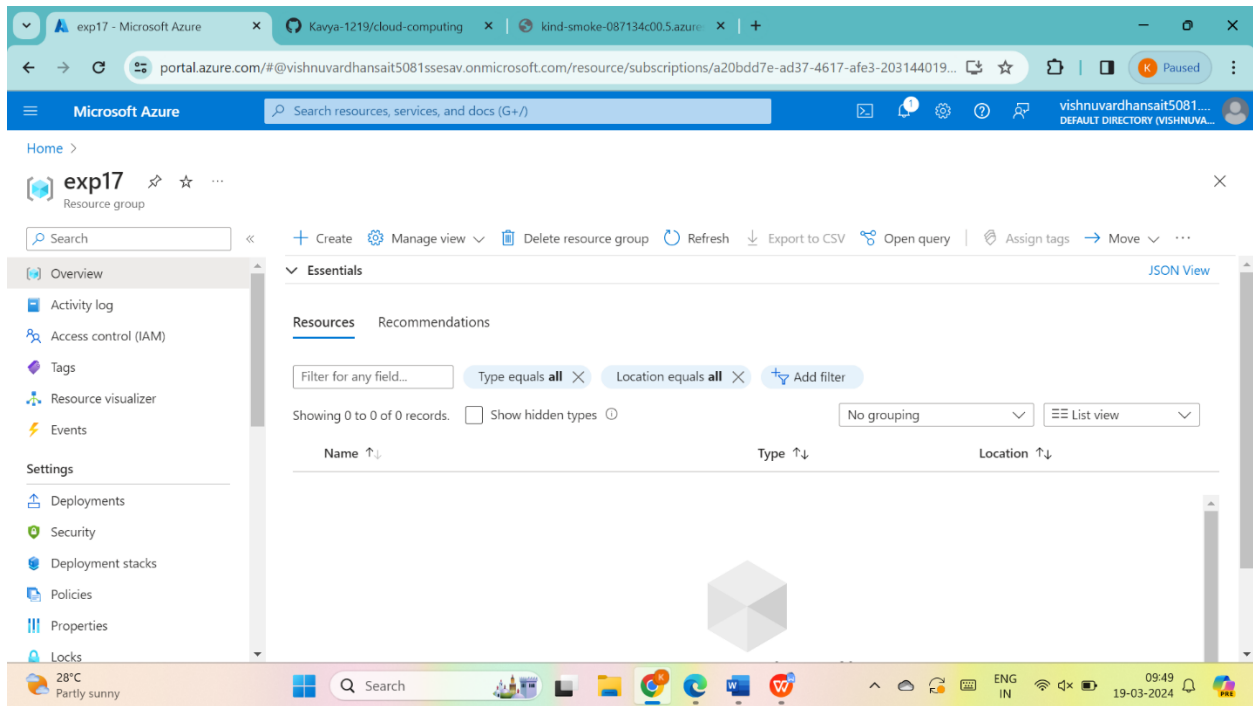 exp17 - Microsoft Azure
Kavya-1219/cloud-computing
kind-smoke-087134c00.5.azure
portal.azure.com/#@vishnuvardhansait5081ssesav.onmicrosoft.com/resource/subscriptions/a20bdd7e-ad37-4617-afe3-203144019...
K Paused
Microsoft Azure
Search resources, services, and docs (G+/)
1
vishnuvardhansait5081....
DEFAULT DIRECTORY (VISHNUVA...
Home >
exp17
Resource group
Search
Create Manage view Delete resource group Refresh Export to CSV Open query Assign tags Move
Overview
Activity log
Access control (IAM)
Tags
Resource visualizer
Events
Settings
Deployments
Security
Deployment stacks
Policies
Properties
Locks
Essentials
JSON View
Resources Recommendations
Filter for any field... Type equals all Location equals all Add filter
Showing 0 to 0 of 0 records. Show hidden types No grouping List view
Name Type Location
28°C
Partly sunny
Search
ENG
IN
09:49
19-03-2024
PRE